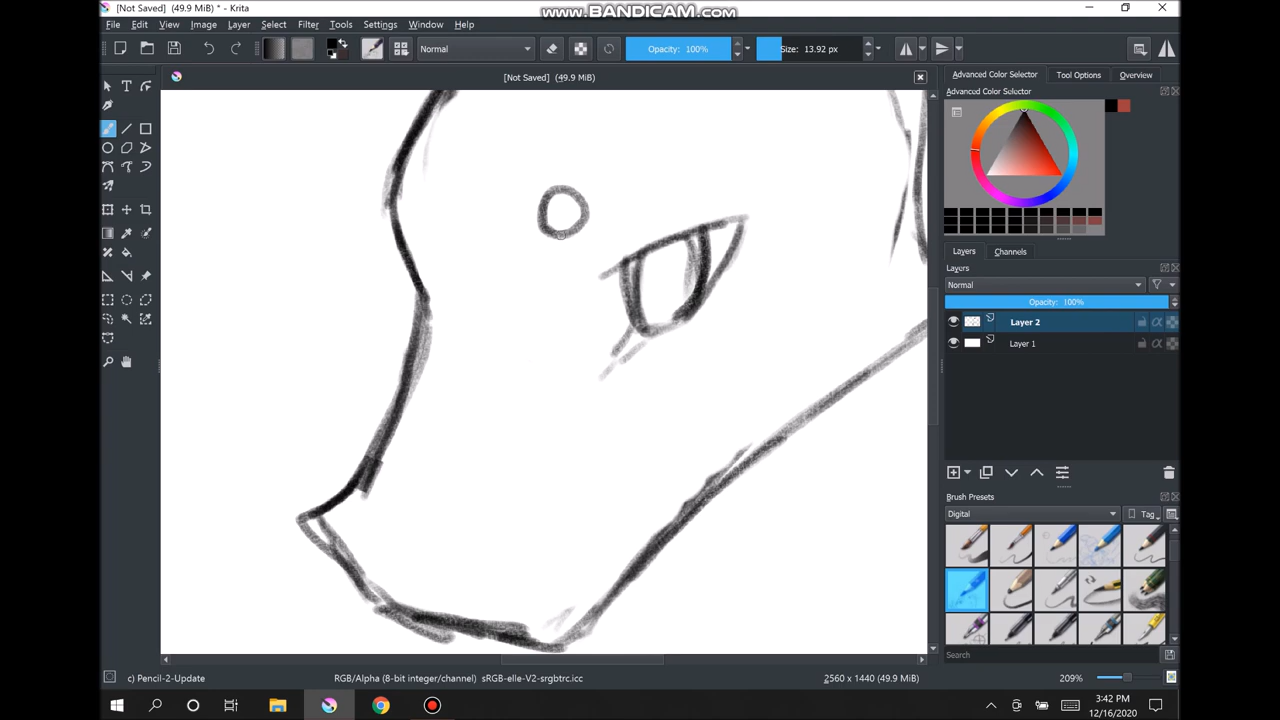 [Not Saved] (49.9 MiB) * - Krita
www.BANDICAM.com
File Edit View Image Layer Select Filter Tools Settings Window Help
Normal
Opacity: 100%
Size: 13.92 px
[Not Saved] (49.9 MiB)
Advanced Color Selector
Tool Options
Overview
Advanced Color Selector
Layers
Channels
Layers
Normal
Opacity: 100%
Layer 2
Layer 1
Brush Presets
Digital
Tag
Search
c) Pencil-2-Update
RGB/Alpha (8-bit integer/channel) sRGB-elle-V2-srgbtrc.icc
2560 x 1440 (49.9 MiB)
209%
3:42 PM
12/16/2020